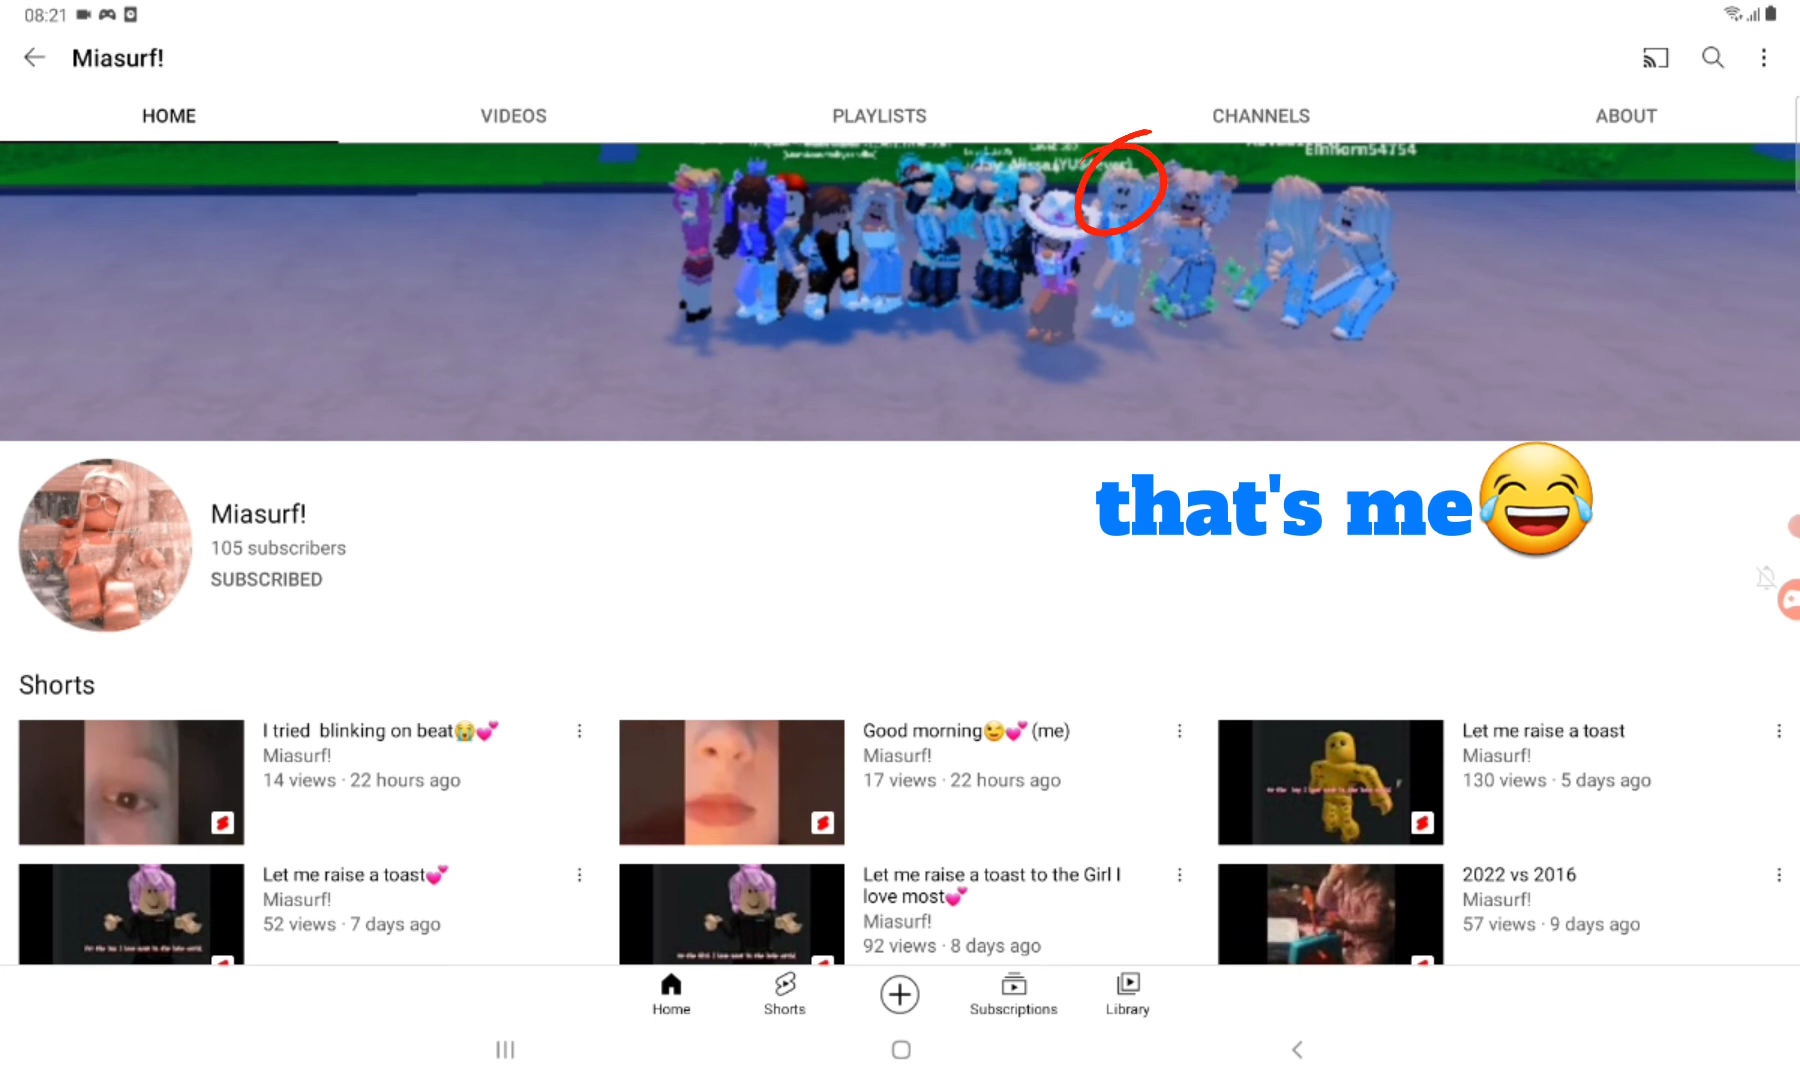 08:21
Miasurf!
HOME
VIDEOS
PLAYLISTS
CHANNELS
ABOUT
EmMorn54754
that's me😂
Miasurf!
105 subscribers
SUBSCRIBED
Shorts
I tried blinking on beat😭💕
Miasurf!
14 views · 22 hours ago
Good morning😉💕 (me)
Miasurf!
17 views · 22 hours ago
Let me raise a toast
Miasurf!
130 views · 5 days ago
Let me raise a toast💕
Miasurf!
52 views · 7 days ago
Let me raise a toast to the Girl I
love most💕
Miasurf!
92 views · 8 days ago
2022 vs 2016
Miasurf!
57 views · 9 days ago
Home
Shorts
Subscriptions
Library